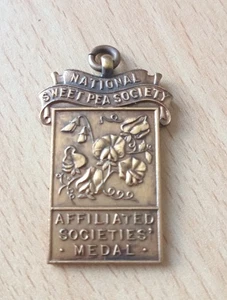 NATIONAL
SWEET PEA SOCIETY
AFFILIATED
SOCIETIES'
· MEDAL ·